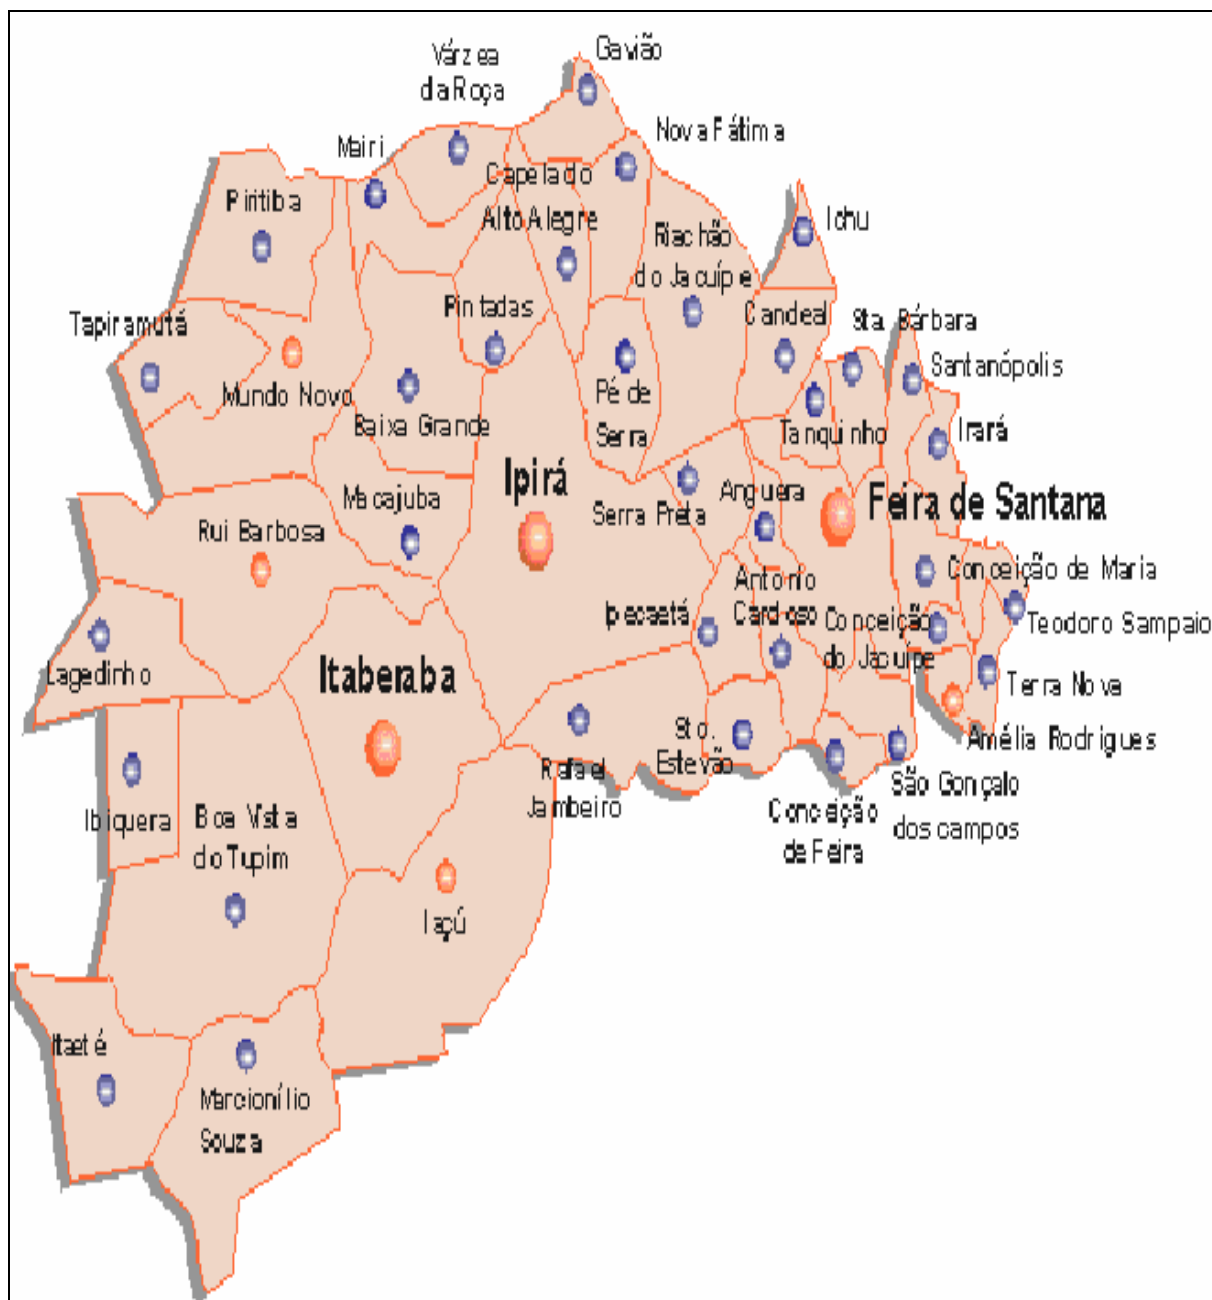 Gavião
Várzea
da Roça
Nova Fátima
Mairi
Capela do
Alto Alegre
Piritiba
Ichu
Riachão
do Jacuípe
Pintadas
Candeal
Sta. Bárbara
Tapiramutá
Santanópolis
Mundo Novo
Baixa Grande
Pé de
Serra
Tanquinho
Irará
Ipirá
Macajuba
Anguera
Feira de Santana
Serra Preta
Rui Barbosa
Conceição de Maria
Antonio
Cardoso
Ipecaetá
Conceição
do Jacuipe
Teodoro Sampaio
Lagedinho
Itaberaba
Terra Nova
Sto.
Estevão
Amélia Rodrigues
Rafael
Jambeiro
São Gonçalo
dos campos
Ibiquera
Boa Vista
do Tupim
Conceição
de Feira
Iaçú
Itaeté
Marcionílio
Souza